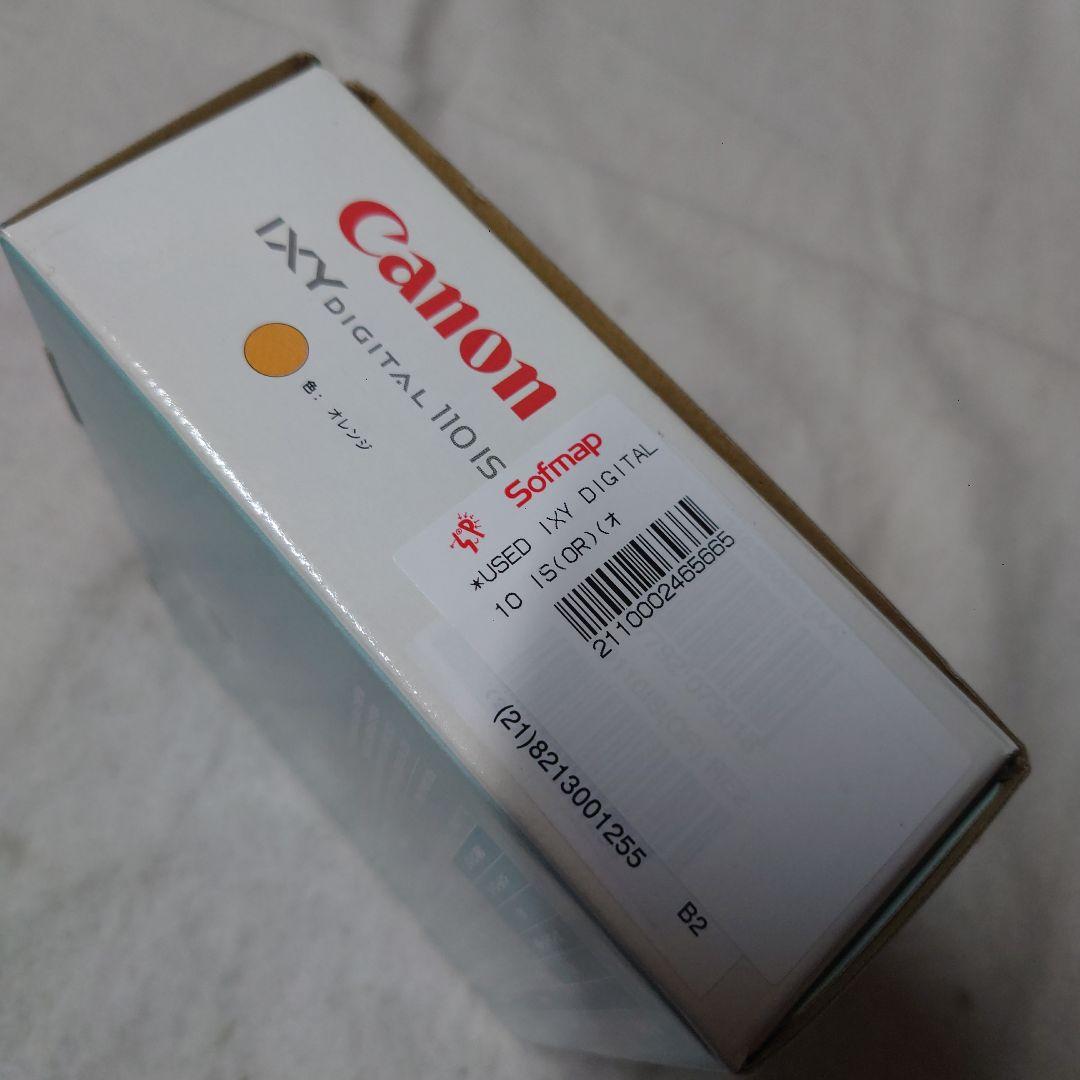 Canon
IXY DIGITAL 110 IS
色: オレンジ
Sofmap
*USED IXY DIGITAL
10 IS(OR)(オ
2110002465665
(21)8213001255
B2